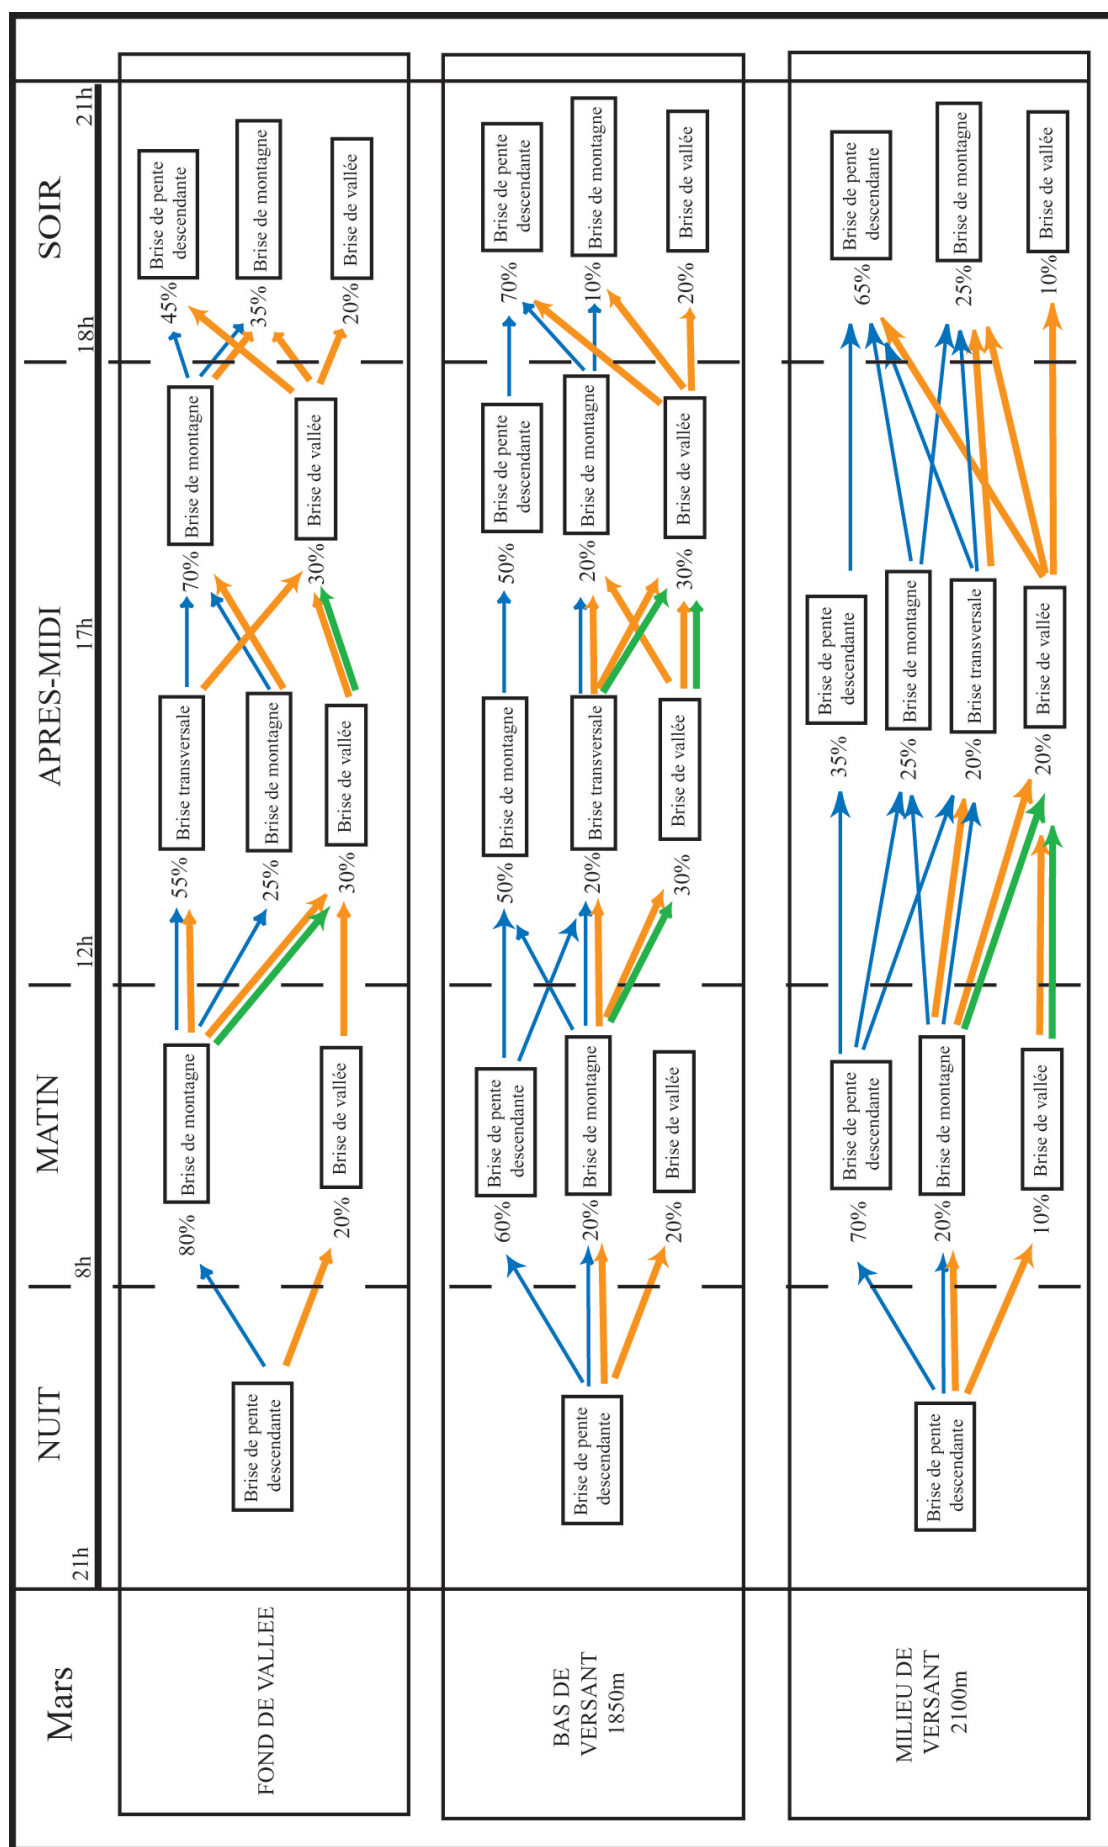 Mars
NUIT
MATIN
APRES-MIDI
SOIR
21h
8h
12h
17h
18h
21h
FOND DE VALLEE
Brise de pente
descendante
80%
Brise de montagne
20%
Brise de vallée
55%
Brise transversale
25%
Brise de montagne
30%
Brise de vallée
70%
Brise de montagne
30%
Brise de vallée
45%
Brise de pente
descendante
35%
Brise de montagne
20%
Brise de vallée
BAS DE
VERSANT
1850m
Brise de pente
descendante
60%
Brise de pente
descendante
20%
Brise de montagne
20%
Brise de vallée
50%
Brise de montagne
20%
Brise transversale
30%
Brise de vallée
50%
Brise de pente
descendante
20%
Brise de montagne
30%
Brise de vallée
70%
Brise de pente
descendante
10%
Brise de montagne
20%
Brise de vallée
MILIEU DE
VERSANT
2100m
Brise de pente
descendante
70%
Brise de pente
descendante
20%
Brise de montagne
10%
Brise de vallée
35%
Brise de pente
descendante
25%
Brise de montagne
20%
Brise transversale
20%
Brise de vallée
65%
Brise de pente
descendante
25%
Brise de montagne
10%
Brise de vallée